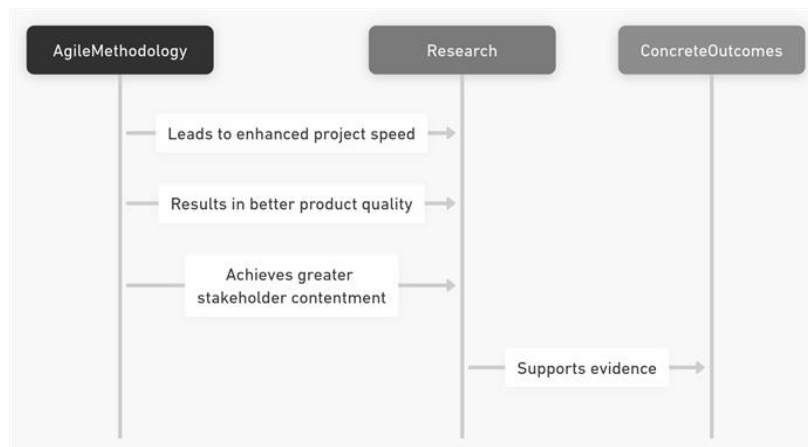 AgileMethodology
Research
ConcreteOutcomes
Leads to enhanced project speed
Results in better product quality
Achieves greater
stakeholder contentment
Supports evidence